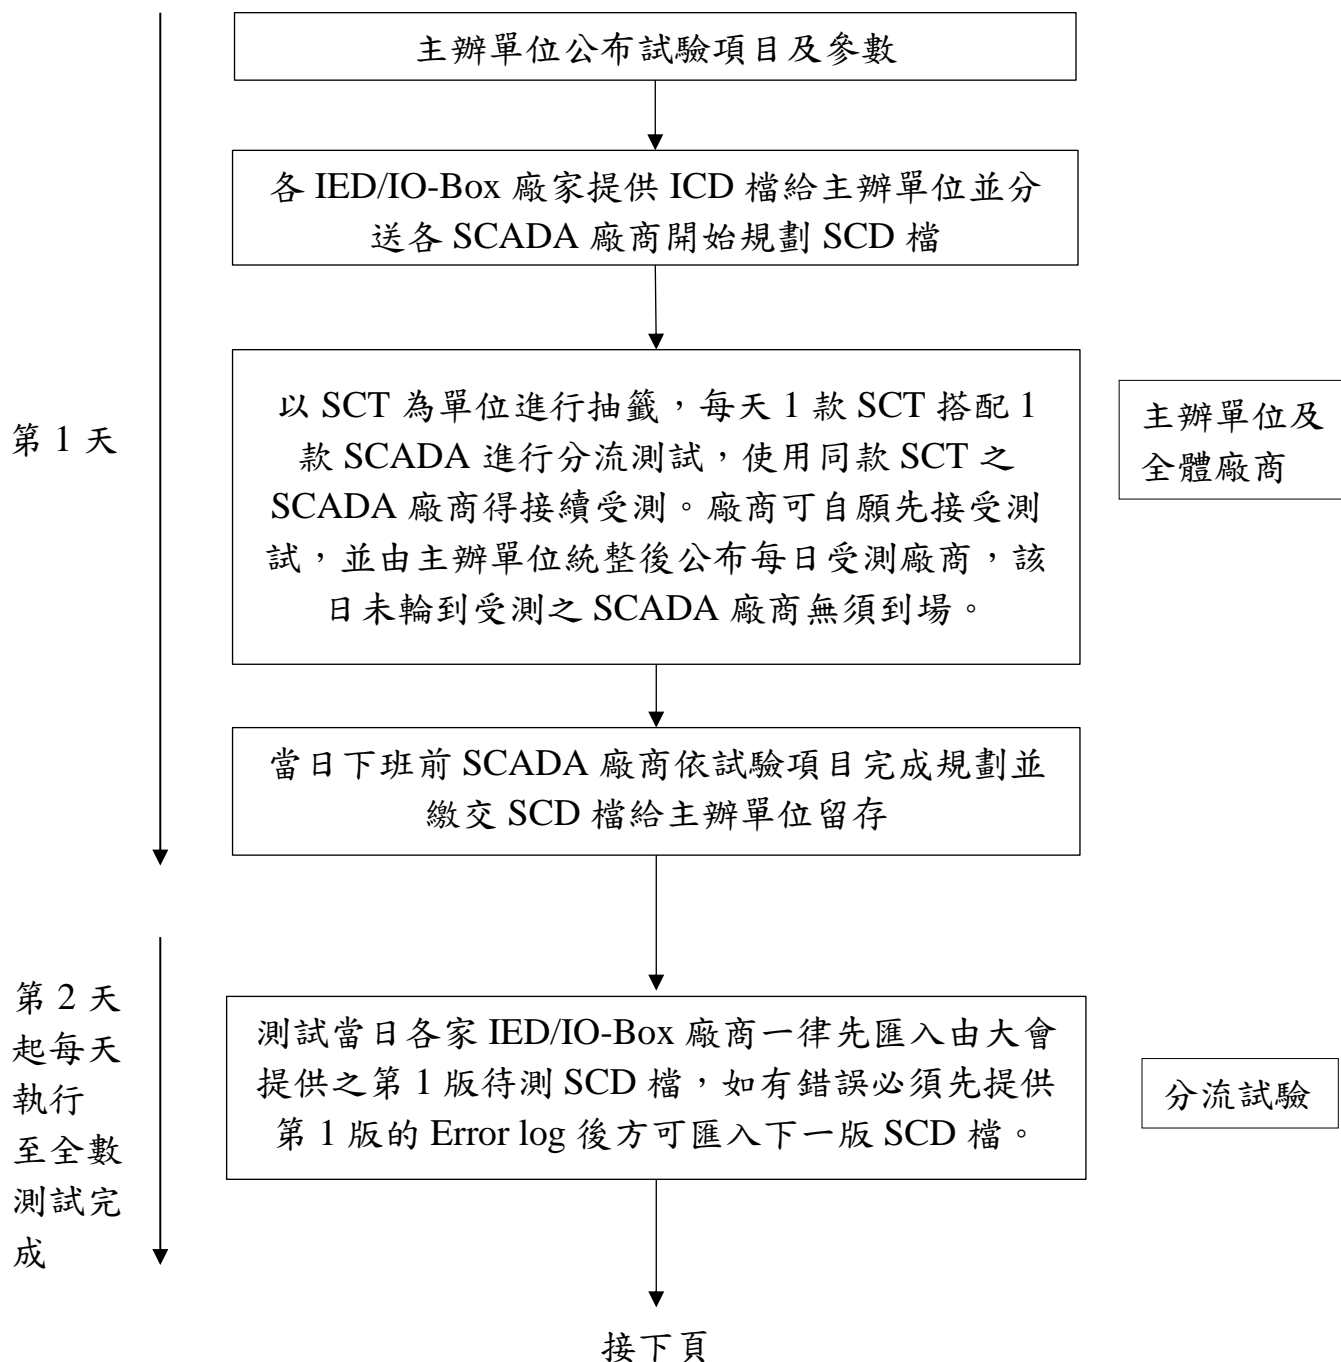 主辦單位公布試驗項目及參數
各 IED/IO-Box 廠家提供 ICD 檔給主辦單位並分
送各 SCADA 廠商開始規劃 SCD 檔
第 1 天
以 SCT 為單位進行抽籤，每天 1 款 SCT 搭配 1
款 SCADA 進行分流測試，使用同款 SCT 之
SCADA 廠商得接續受測。廠商可自願先接受測
試，並由主辦單位統整後公布每日受測廠商，該
日未輪到受測之 SCADA 廠商無須到場。
主辦單位及
全體廠商
當日下班前 SCADA 廠商依試驗項目完成規劃並
繳交 SCD 檔給主辦單位留存
第 2 天
起每天
執行
至全數
測試完
成
測試當日各家 IED/IO-Box 廠商一律先匯入由大會
提供之第 1 版待測 SCD 檔，如有錯誤必須先提供
第 1 版的 Error log 後方可匯入下一版 SCD 檔。
分流試驗
接下頁